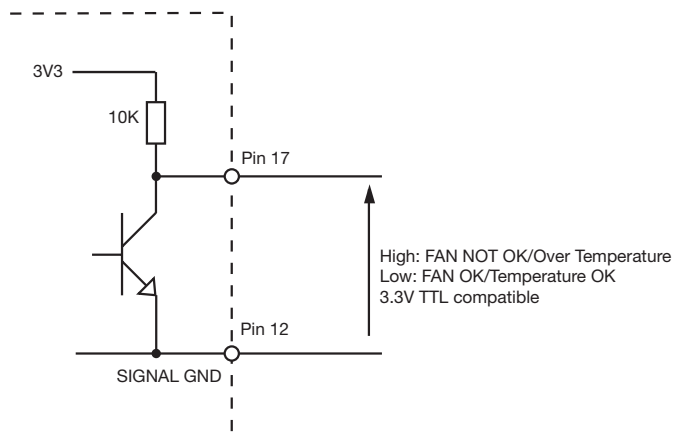 3V3
10K
Pin 17
High: FAN NOT OK/Over Temperature
Low: FAN OK/Temperature OK
3.3V TTL compatible
Pin 12
SIGNAL GND